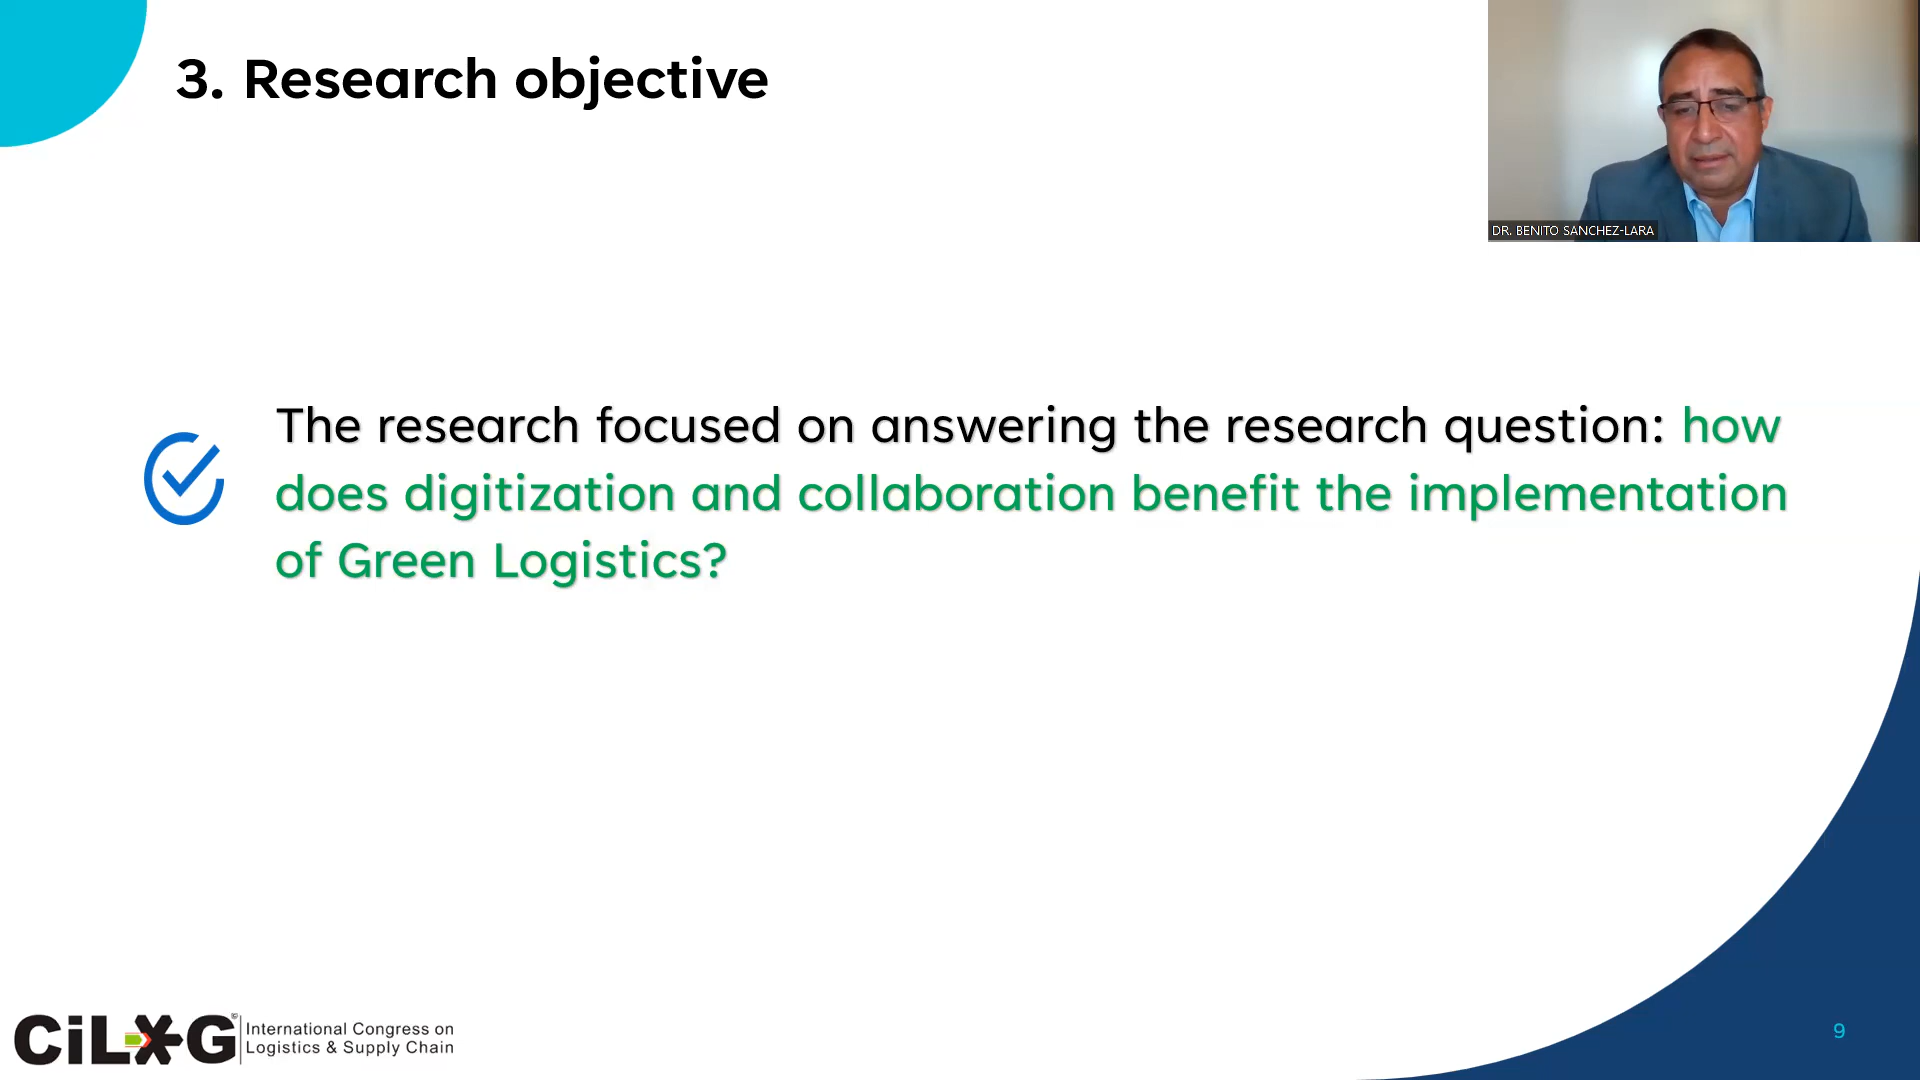 3. Research objective
DR. BENITO SANCHEZ-LARA
The research focused on answering the research question: how
does digitization and collaboration benefit the implementation
of Green Logistics?
CiLOG
International Congress on
Logistics & Supply Chain
9